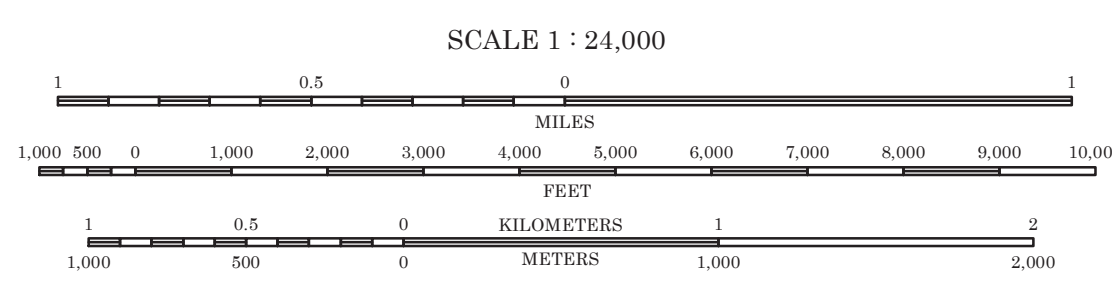 SCALE 1 : 24,000
1 0.5 0 1
MILES
1,000 500 0 1,000 2,000 3,000 4,000 5,000 6,000 7,000 8,000 9,000 10,00
FEET
1 0.5 0 KILOMETERS 1 2
1,000 500 0 METERS 1,000 2,000